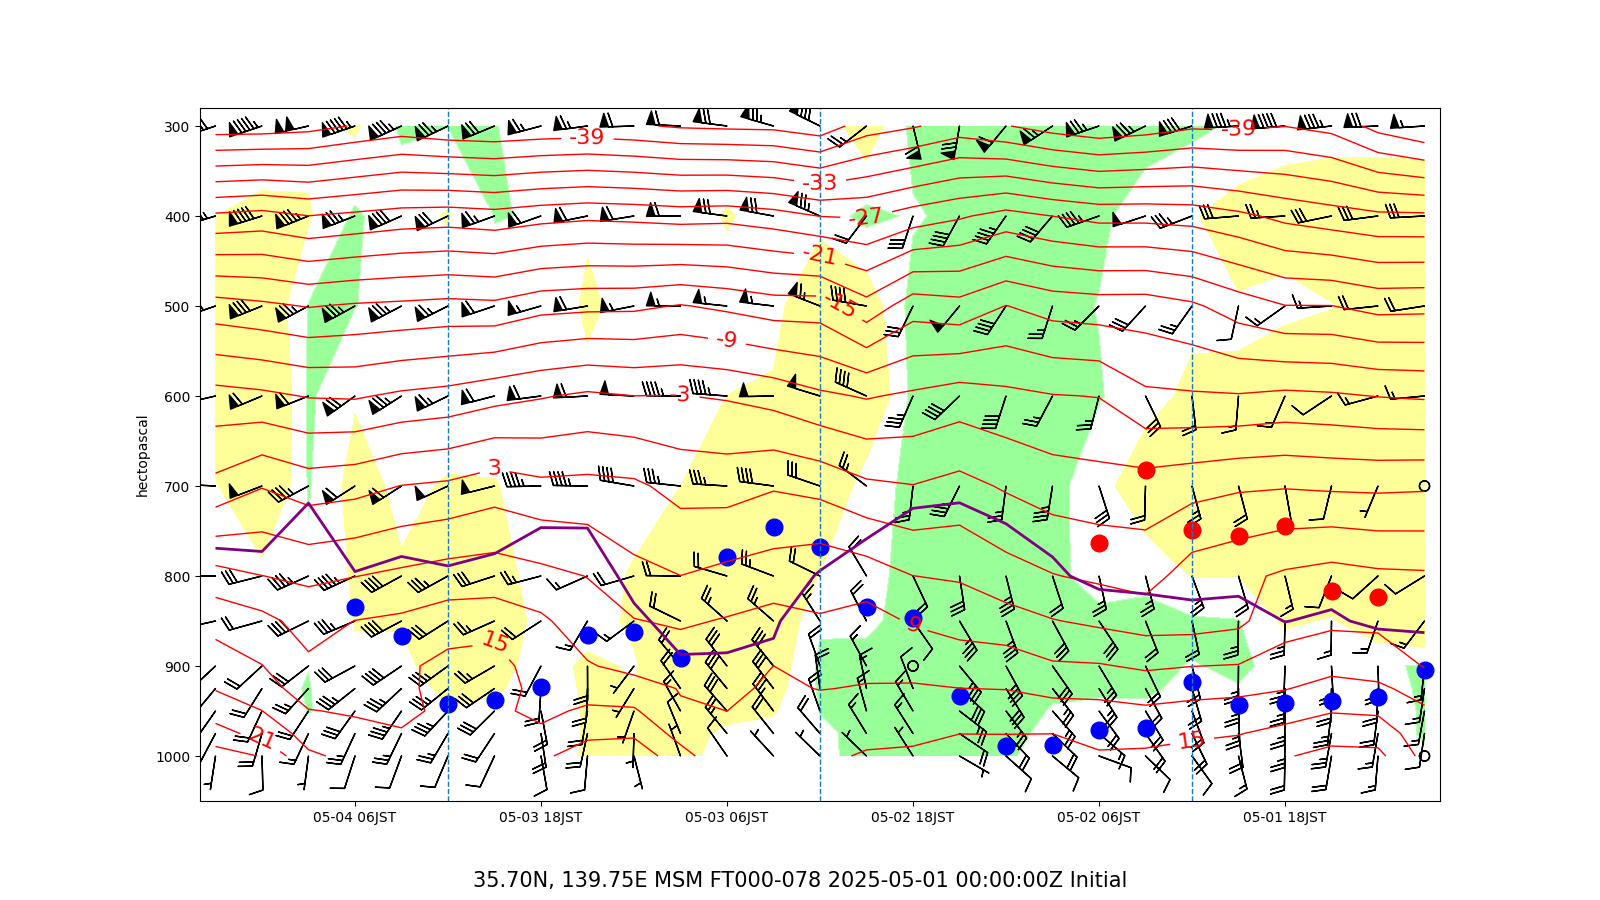 300
400
500
600
700
800
900
1000
hectopascal
-39
-39
-33
-27
-21
-15
-9
3
3
9
15
15
21
05-04 06JST
05-03 18JST
05-03 06JST
05-02 18JST
05-02 06JST
05-01 18JST
35.70N, 139.75E MSM FT000-078 2025-05-01 00:00:00Z Initial